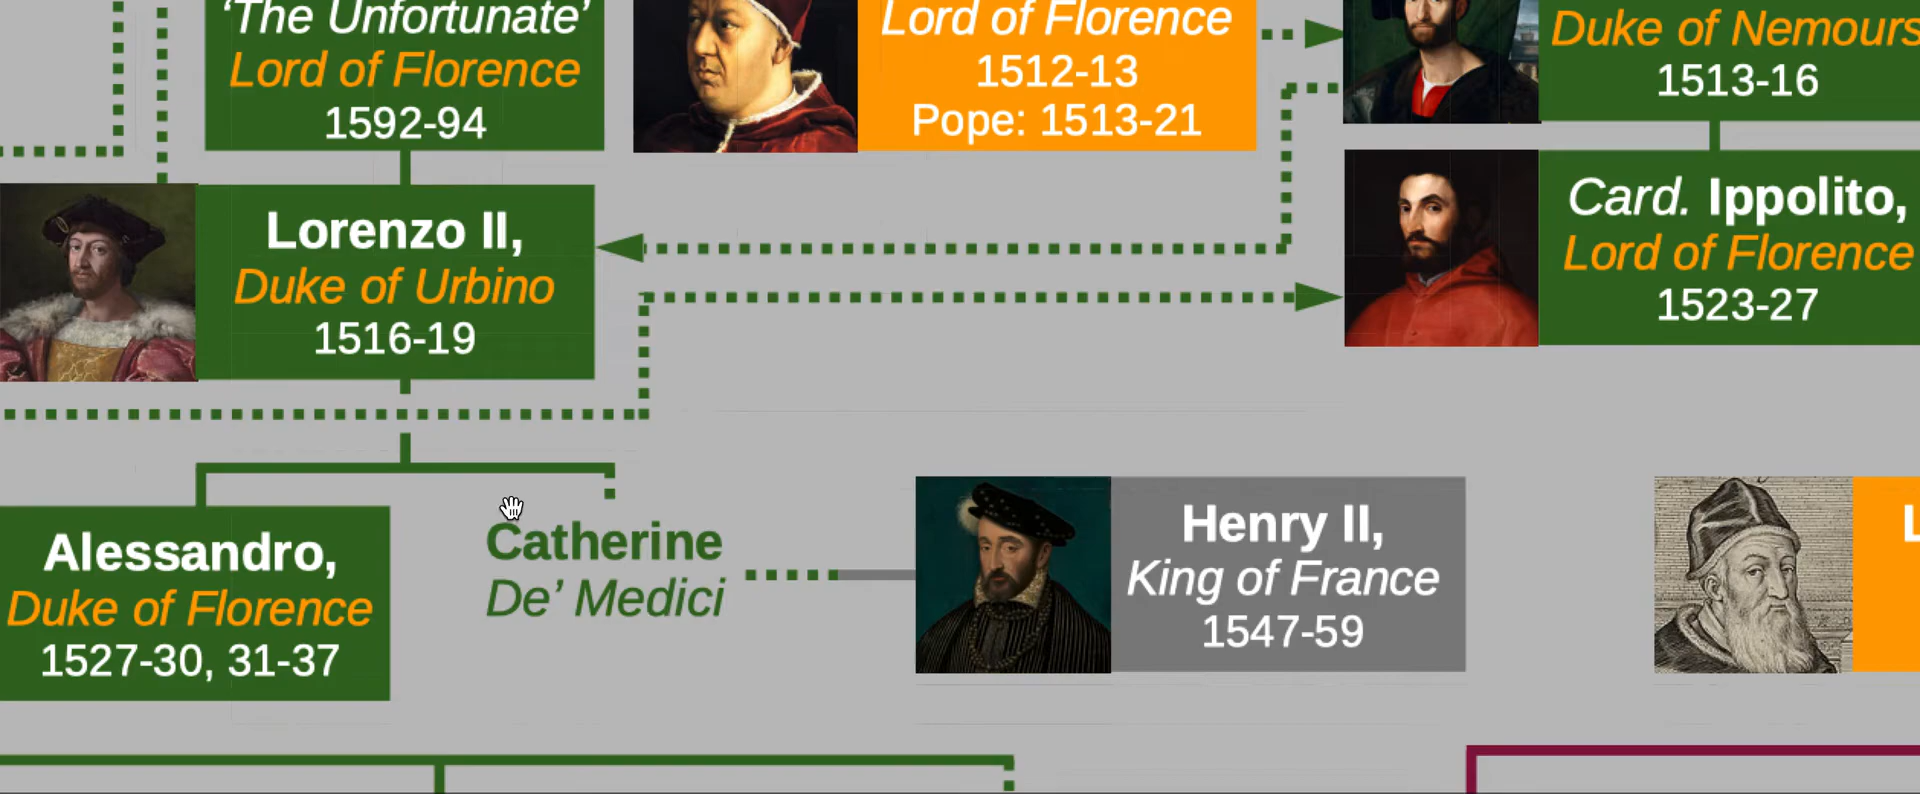 ‘The Unfortunate’
Lord of Florence
1592-94
Lord of Florence
1512-13
Pope: 1513-21
Duke of Nemours
1513-16
Lorenzo II,
Duke of Urbino
1516-19
Card. Ippolito,
Lord of Florence
1523-27
Alessandro,
Duke of Florence
1527-30, 31-37
Catherine
De’ Medici
Henry II,
King of France
1547-59